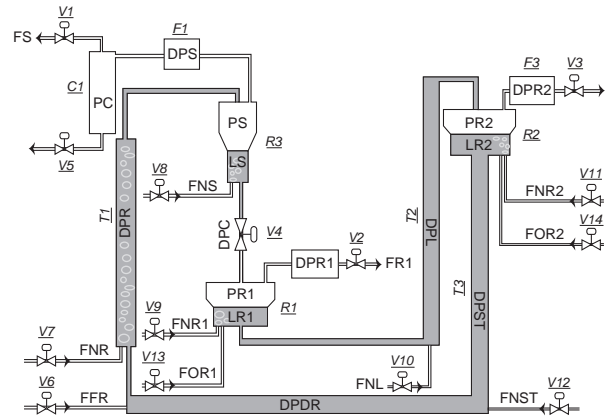 V1
F1
FS
DPS
F3
V3
C1
PC
DPR2
PS
PR2
R3
LR2
R2
V5
LS
V8
V11
FNS
FNR2
T1
DPR
T2
DPL
V14
DPC
V4
V2
FOR2
DPR1
FR1
T3
DPST
PR1
V9
LR1
R1
FNR1
V7
V13
FNR
V10
FOR1
V6
FNL
V12
FFR
FNST
DPDR